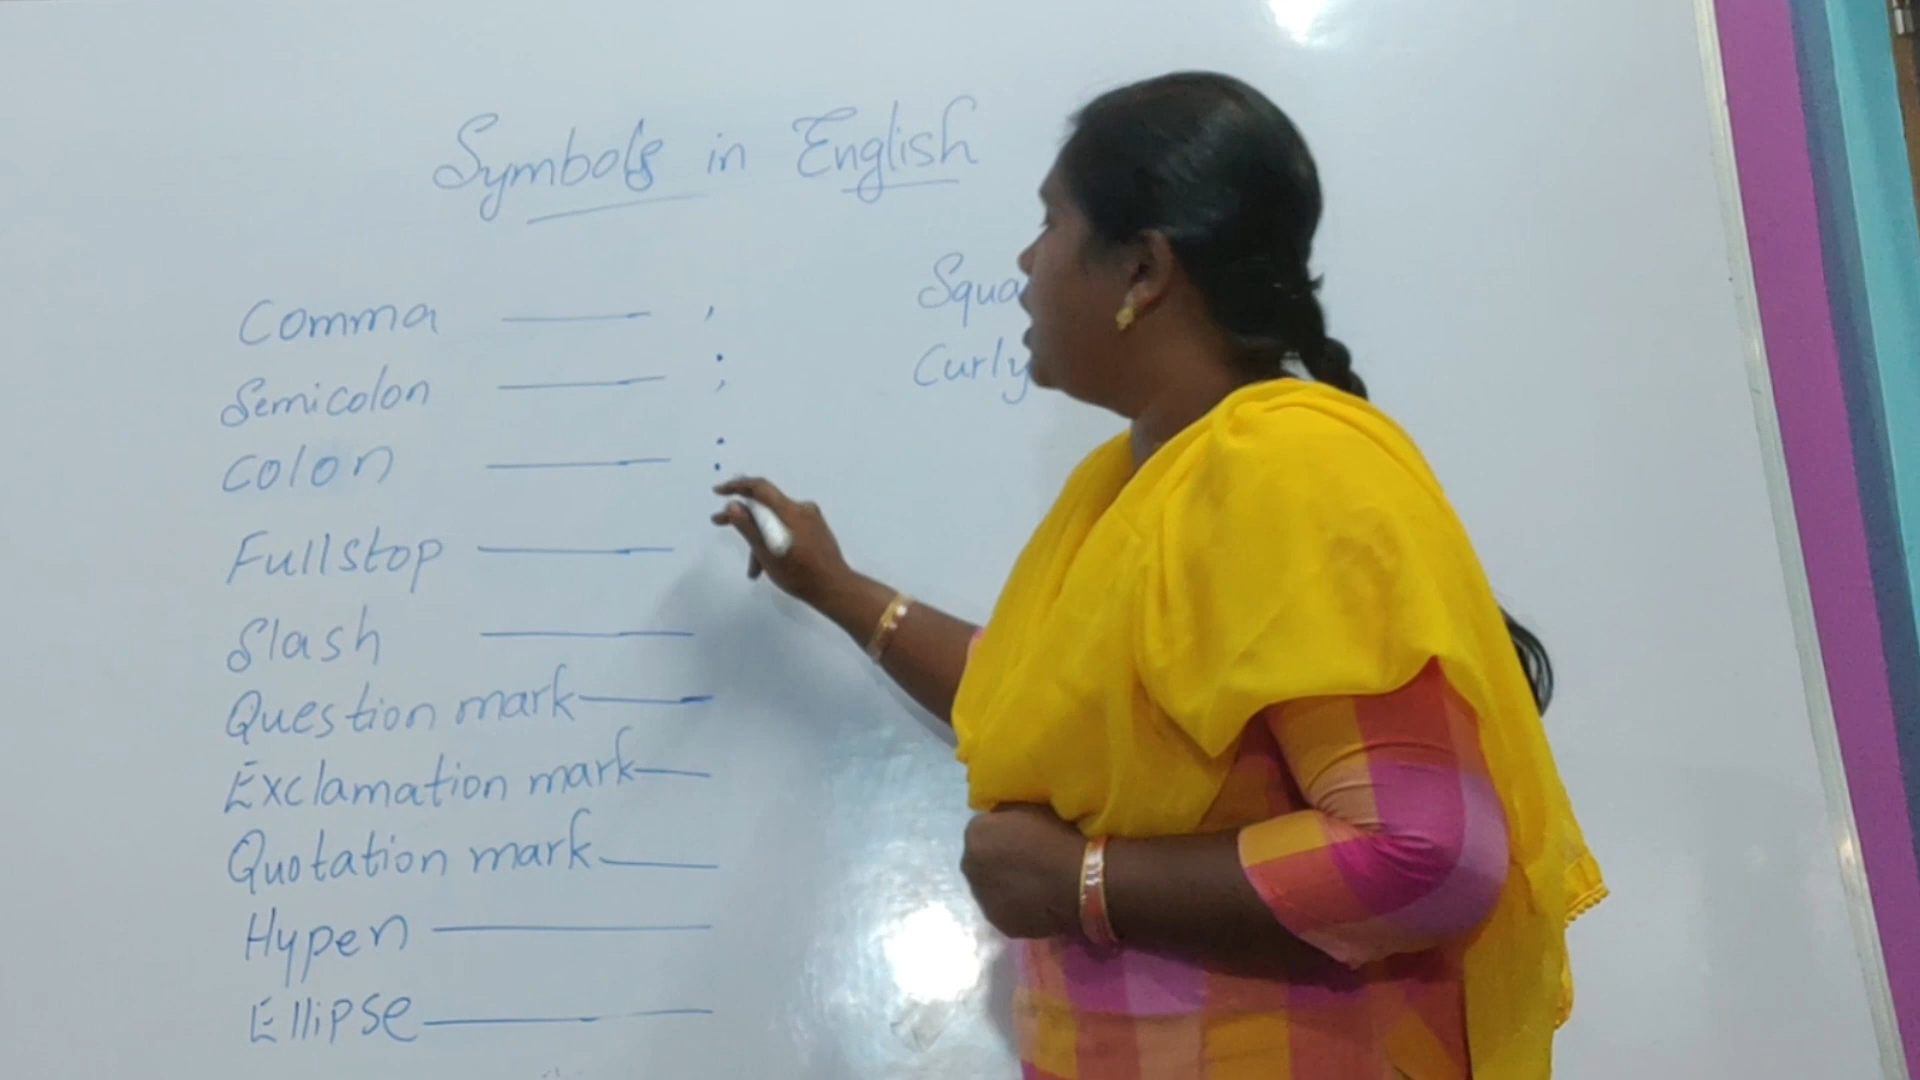 Symbols in English
Comma ——— ,
Semicolon ——— ;
Colon ——— :
Fullstop ———
Slash ———
Question mark ———
Exclamation mark ———
Quotation mark ———
Hypen ———
Ellipse ———
Squa
Curly